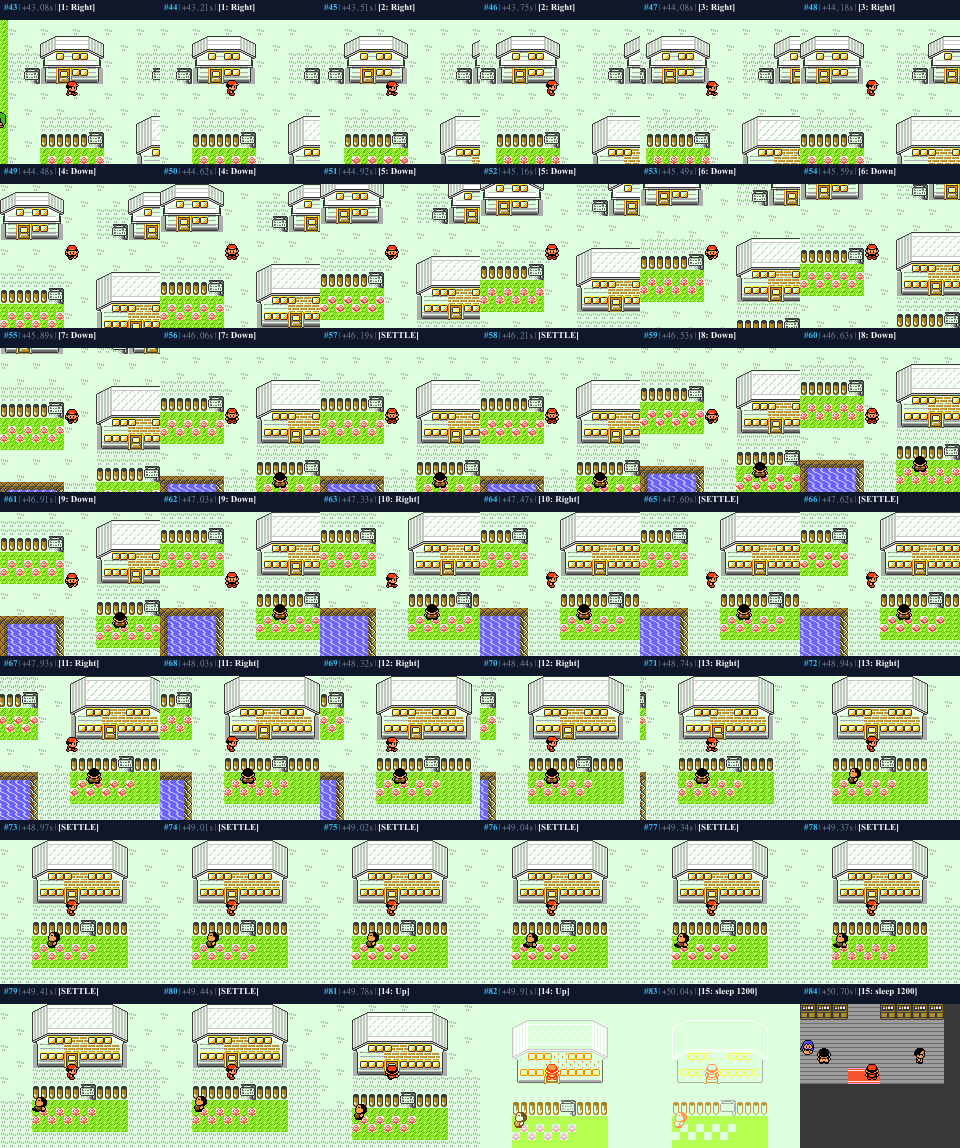 #43|+43.08s|[1: Right]
#44|+43.21s|[1: Right]
#45|+43.51s|[2: Right]
#46|+43.75s|[2: Right]
#47|+44.08s|[3: Right]
#48|+44.18s|[3: Right]
#49|+44.48s|[4: Down]
#50|+44.62s|[4: Down]
#51|+44.92s|[5: Down]
#52|+45.16s|[5: Down]
#53|+45.49s|[6: Down]
#54|+45.59s|[6: Down]
#55|+45.89s|[7: Down]
#56|+46.06s|[7: Down]
#57|+46.19s|[SETTLE]
#58|+46.21s|[SETTLE]
#59|+46.53s|[8: Down]
#60|+46.63s|[8: Down]
#61|+46.91s|[9: Down]
#62|+47.03s|[9: Down]
#63|+47.33s|[10: Right]
#64|+47.47s|[10: Right]
#65|+47.60s|[SETTLE]
#66|+47.62s|[SETTLE]
#67|+47.93s|[11: Right]
#68|+48.03s|[11: Right]
#69|+48.32s|[12: Right]
#70|+48.44s|[12: Right]
#71|+48.74s|[13: Right]
#72|+48.94s|[13: Right]
#73|+48.97s|[SETTLE]
#74|+49.01s|[SETTLE]
#75|+49.02s|[SETTLE]
#76|+49.04s|[SETTLE]
#77|+49.34s|[SETTLE]
#78|+49.37s|[SETTLE]
#79|+49.41s|[SETTLE]
#80|+49.44s|[SETTLE]
#81|+49.78s|[14: Up]
#82|+49.91s|[14: Up]
#83|+50.04s|[15: sleep 1200]
#84|+50.70s|[15: sleep 1200]